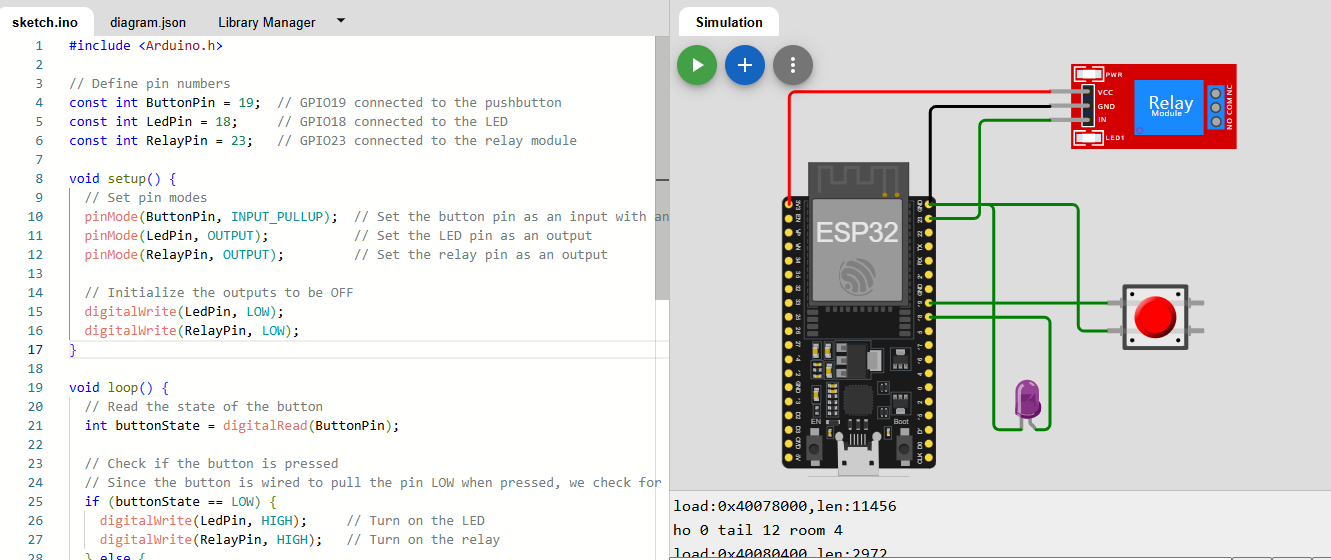 sketch.ino diagram.json Library Manager
1 #include <Arduino.h>
2
3 // Define pin numbers
4 const int ButtonPin = 19;  // GPIO19 connected to the pushbutton
5 const int LedPin = 18;     // GPIO18 connected to the LED
6 const int RelayPin = 23;   // GPIO23 connected to the relay module
7
8 void setup() {
9   // Set pin modes
10   pinMode(ButtonPin, INPUT_PULLUP);  // Set the button pin as an input with an
11   pinMode(LedPin, OUTPUT);           // Set the LED pin as an output
12   pinMode(RelayPin, OUTPUT);         // Set the relay pin as an output
13
14   // Initialize the outputs to be OFF
15   digitalWrite(LedPin, LOW);
16   digitalWrite(RelayPin, LOW);
17 }
18
19 void loop() {
20   // Read the state of the button
21   int buttonState = digitalRead(ButtonPin);
22
23   // Check if the button is pressed
24   // Since the button is wired to pull the pin LOW when pressed, we check for
25   if (buttonState == LOW) {
26     digitalWrite(LedPin, HIGH);     // Turn on the LED
27     digitalWrite(RelayPin, HIGH);   // Turn on the relay
28   } else {
Simulation
PWR
VCC
GND
IN
LED1
Relay
Module
NO COM NC
ESP32
EN
Boot
load:0x40078000,len:11456
ho 0 tail 12 room 4
load:0x40080400,len:2972